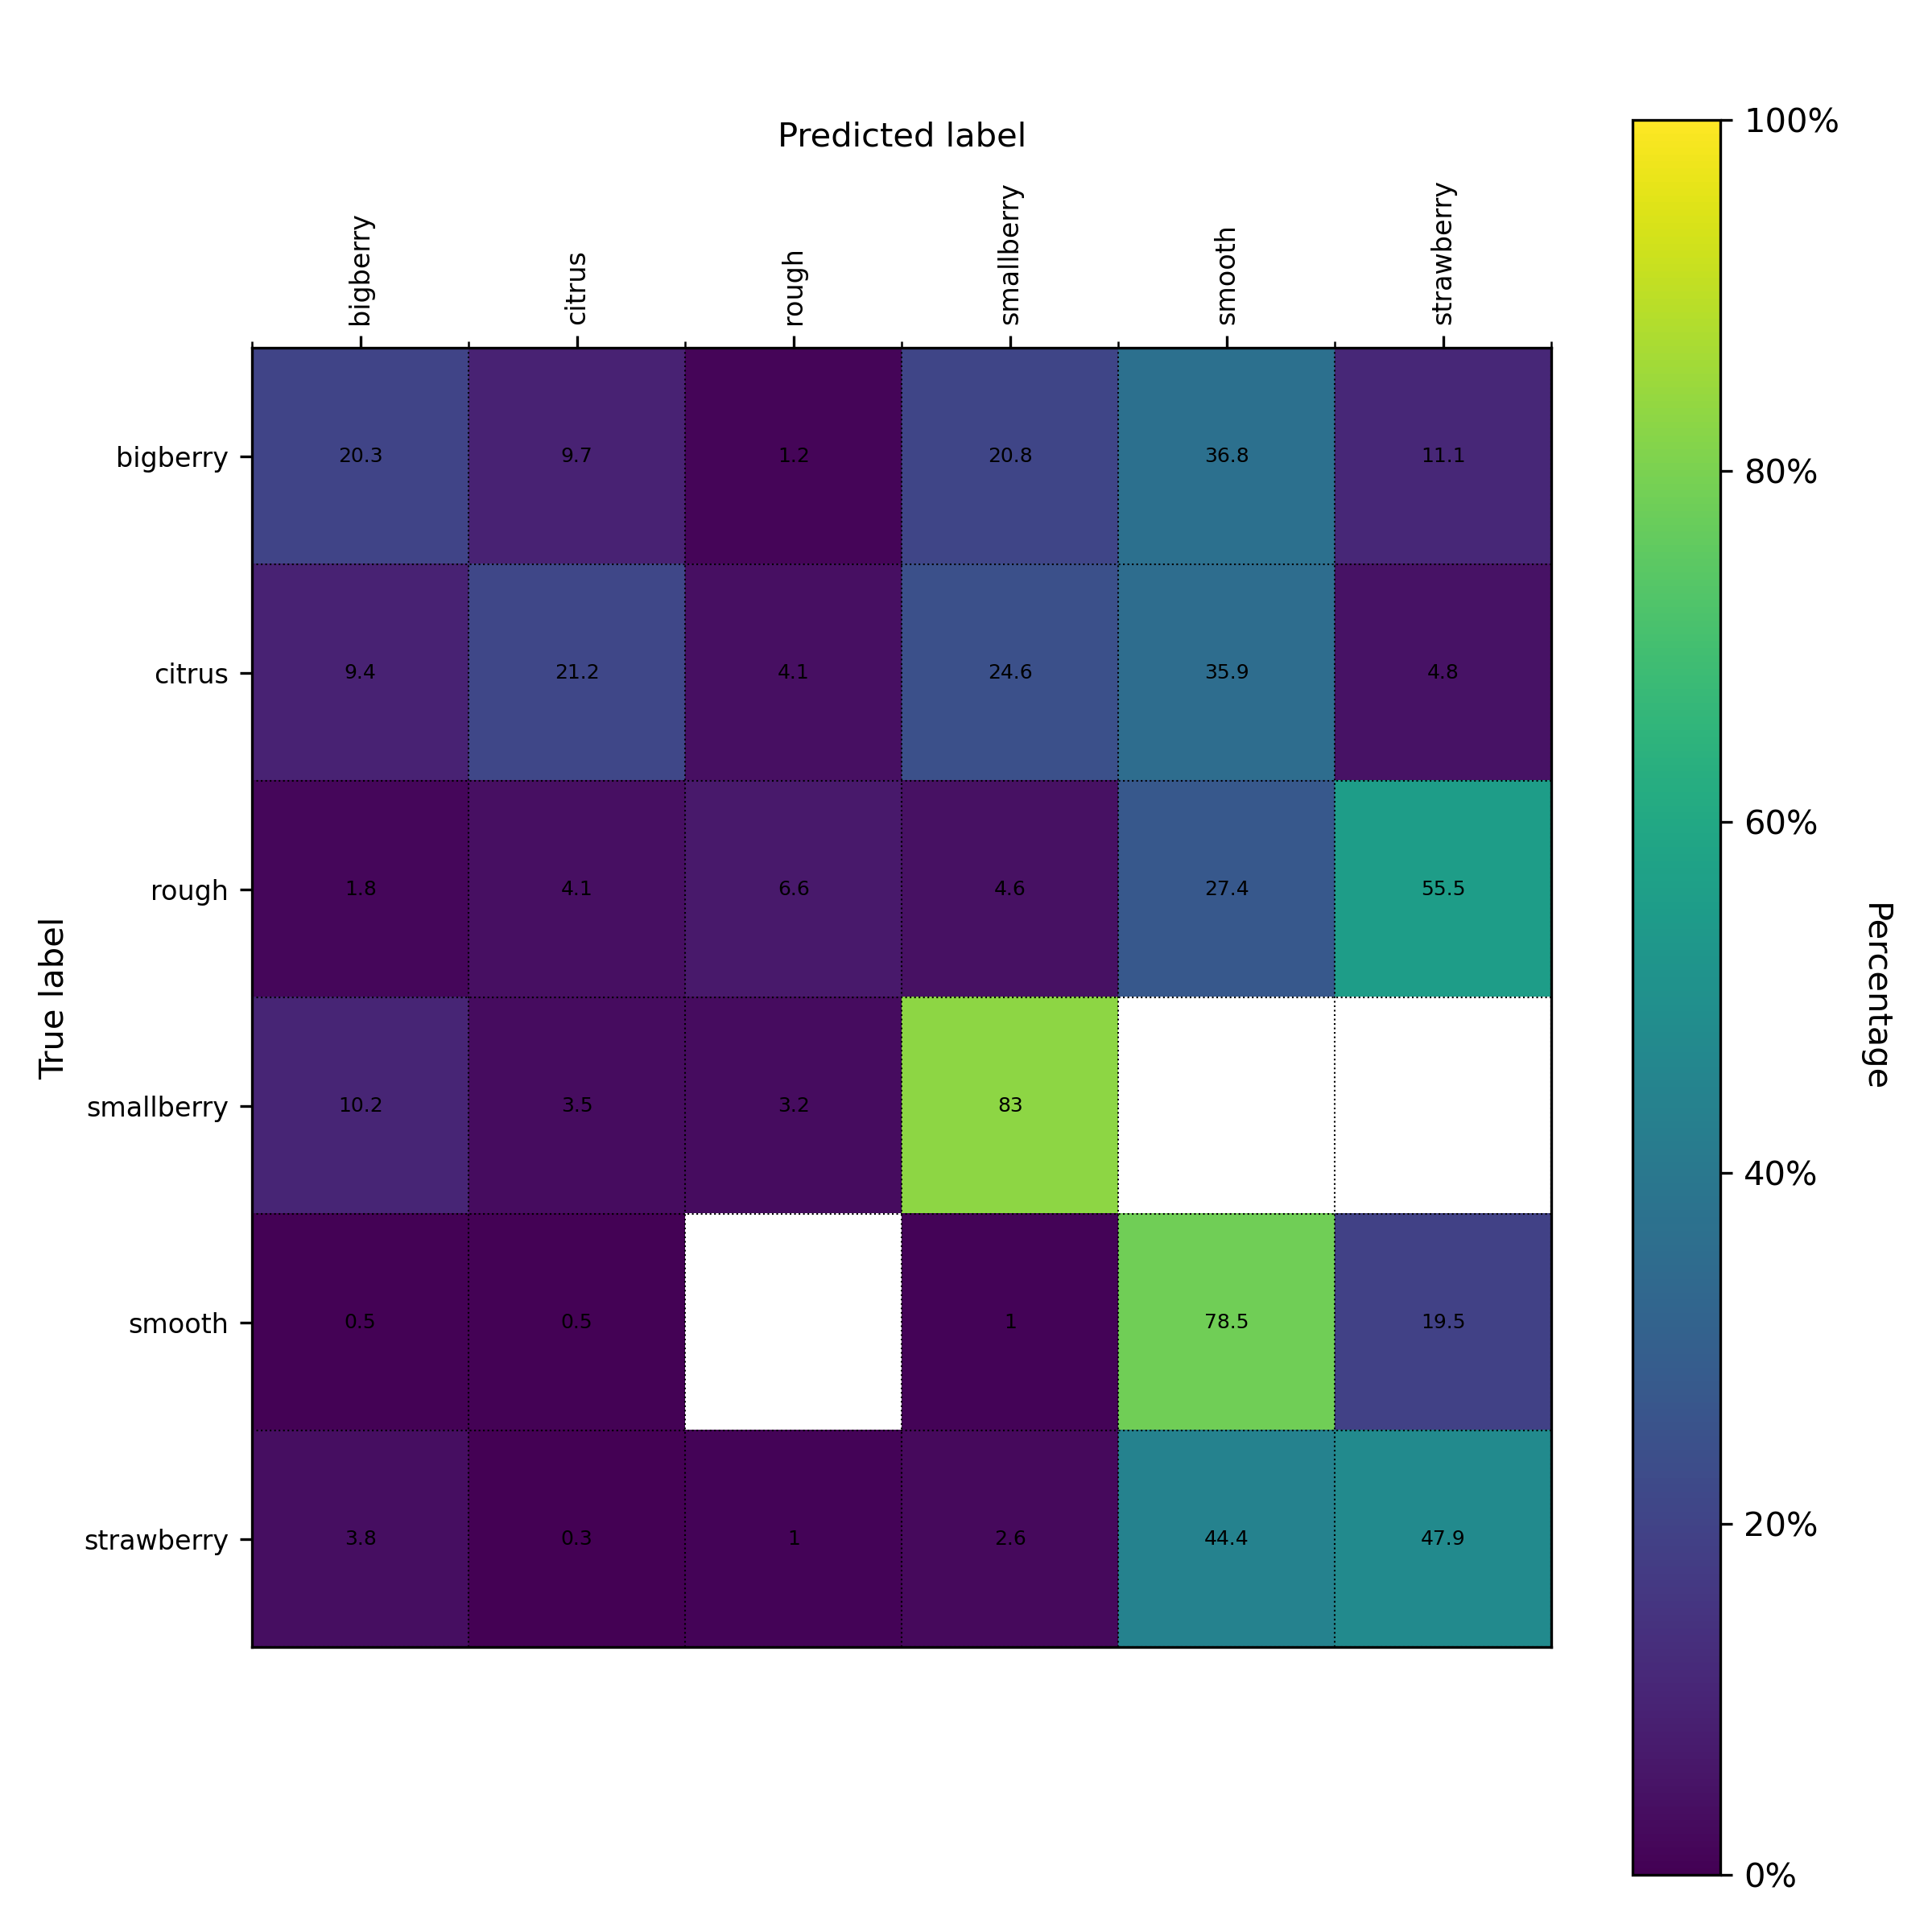 Predicted label
bigberry citrus rough smallberry smooth strawberry
bigberry 20.3 9.7 1.2 20.8 36.8 11.1
citrus 9.4 21.2 4.1 24.6 35.9 4.8
rough 1.8 4.1 6.6 4.6 27.4 55.5
smallberry 10.2 3.5 3.2 83
smooth 0.5 0.5 1 78.5 19.5
strawberry 3.8 0.3 1 2.6 44.4 47.9
True label
100%
80%
60%
40%
20%
0%
Percentage